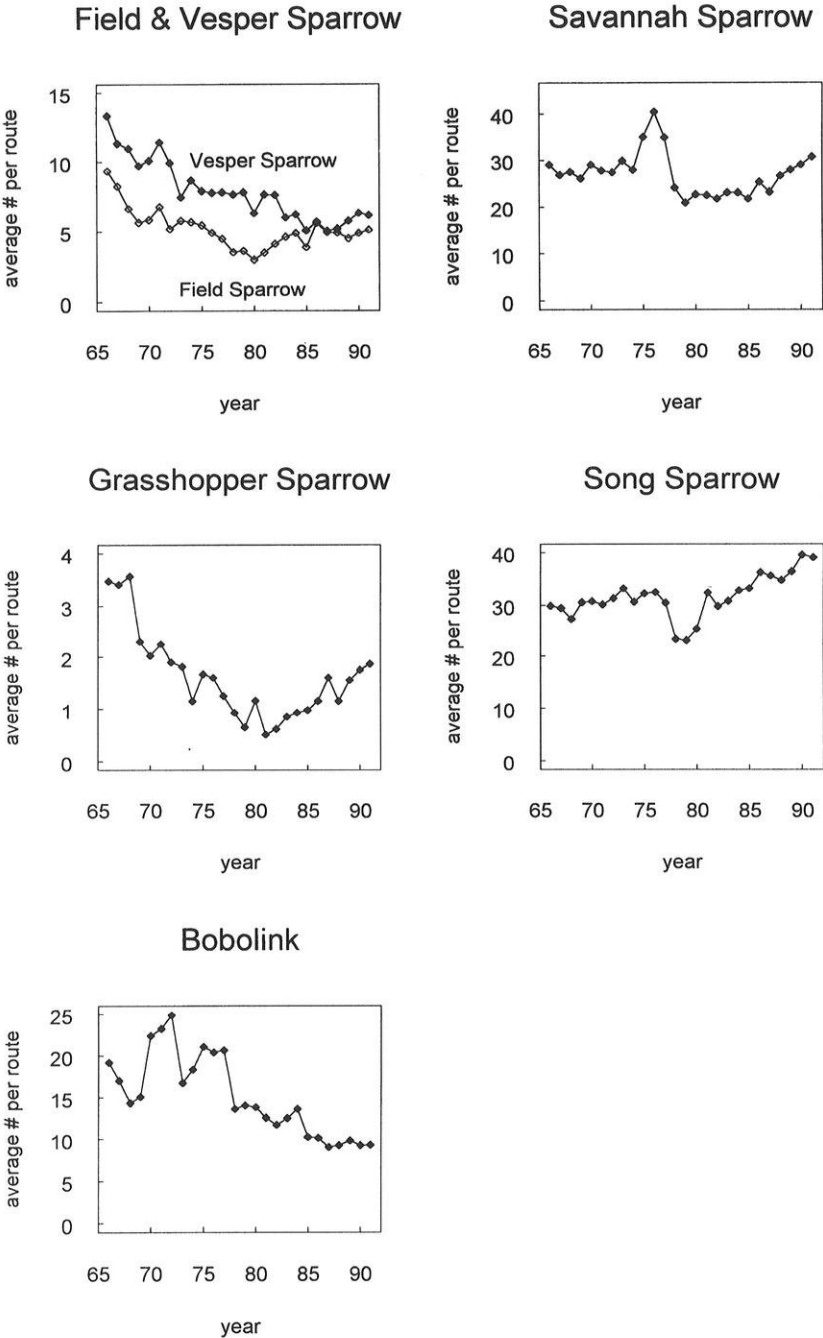 Field & Vesper Sparrow
average # per route
15
10
5
0
Vesper Sparrow
Field Sparrow
65 70 75 80 85 90
year
Savannah Sparrow
average # per route
40
30
20
10
0
65 70 75 80 85 90
year
Grasshopper Sparrow
average # per route
4
3
2
1
0
65 70 75 80 85 90
year
Song Sparrow
average # per route
40
30
20
10
0
65 70 75 80 85 90
year
Bobolink
average # per route
25
20
15
10
5
0
65 70 75 80 85 90
year